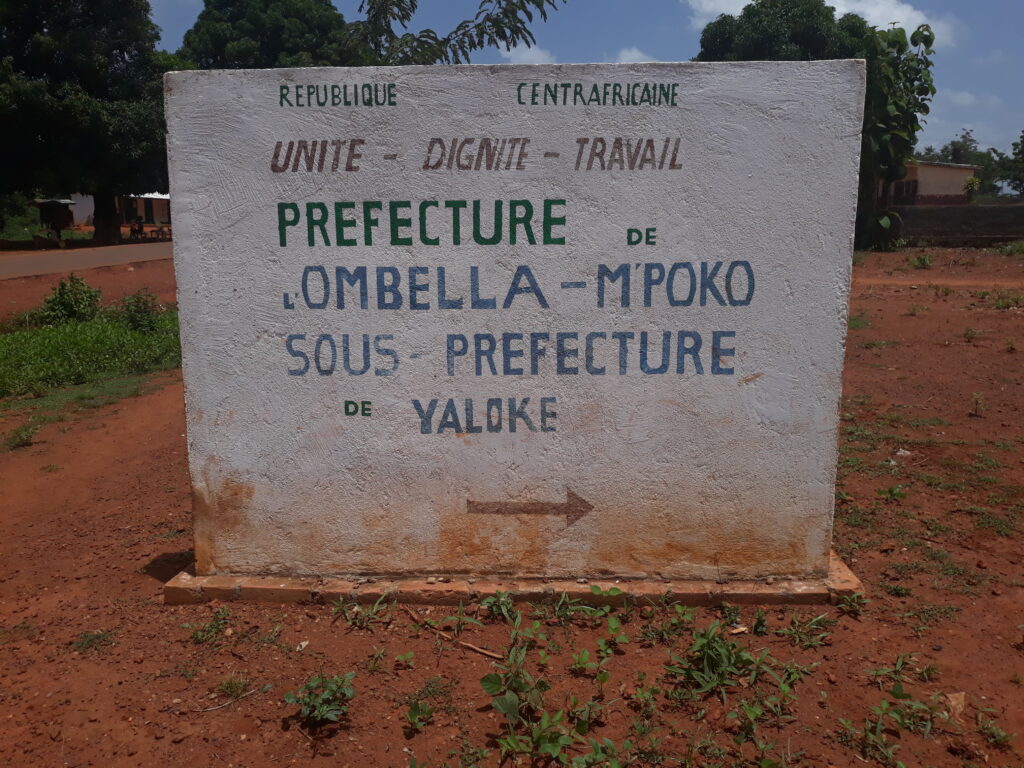 REPUBLIQUE CENTRAFRICAINE
UNITE - DIGNITE - TRAVAIL
PREFECTURE DE
L'OMBELLA - M'POKO
SOUS - PREFECTURE
DE YALOKE